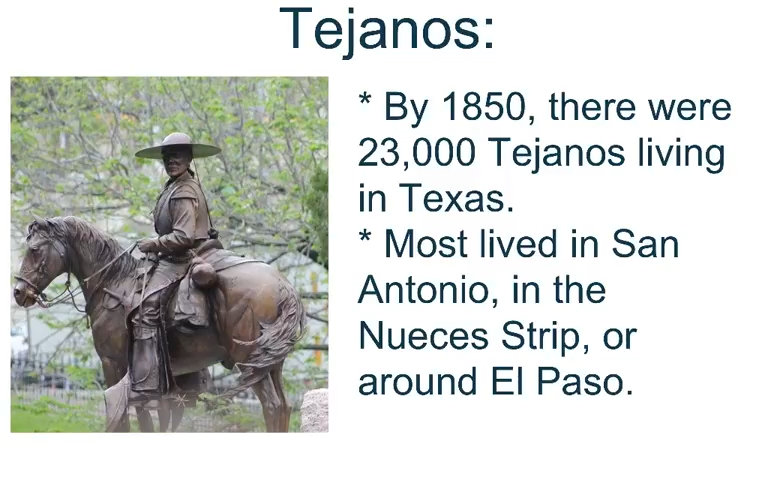 Tejanos:
* By 1850, there were
23,000 Tejanos living
in Texas.
* Most lived in San
Antonio, in the
Nueces Strip, or
around El Paso.